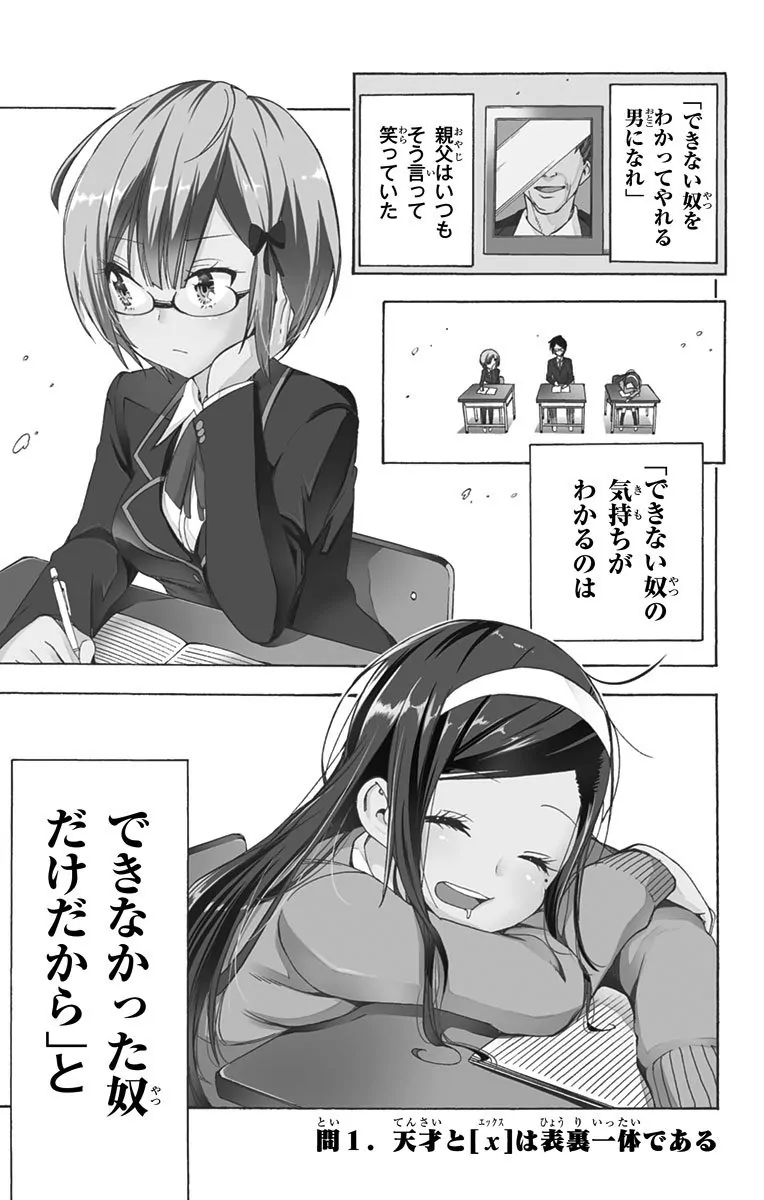 「できない奴を
わかってやれる
男になれ」
親父はいつも
そう言って
笑っていた
「できない奴の
気持ちが
わかるのは
できなかった奴
だけだから」と
問１．天才と[x]は表裏一体である